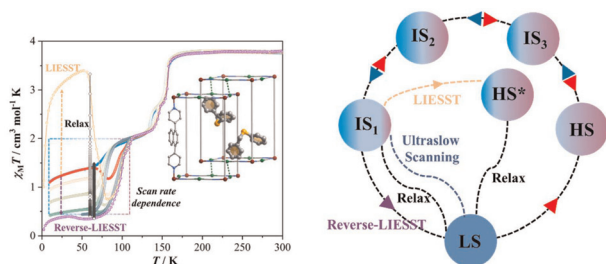 4
3
2
1
0
χMT / cm³ mol⁻¹ K
LIESST
Relax
Scan rate
dependence
Reverse-LIESST
0
50
100
150
200
250
300
T / K
IS₂
IS₃
IS₁
HS*
HS
LIESST
Ultraslow
Scanning
Relax
Relax
Reverse-LIESST
LS